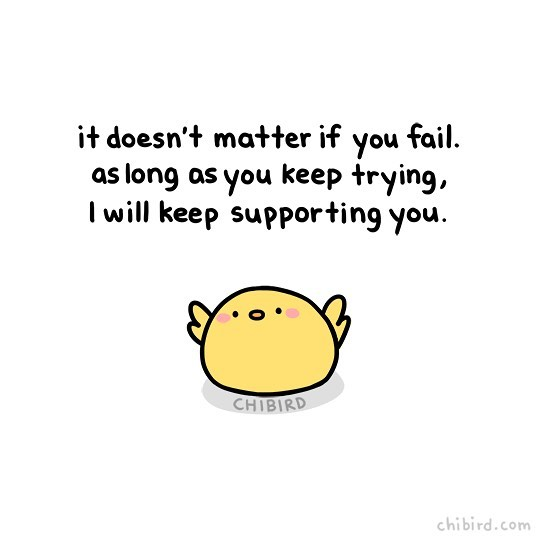 it doesn't matter if you fail.
as long as you keep trying,
I will keep supporting you.
CHIBIRD
chibird.com